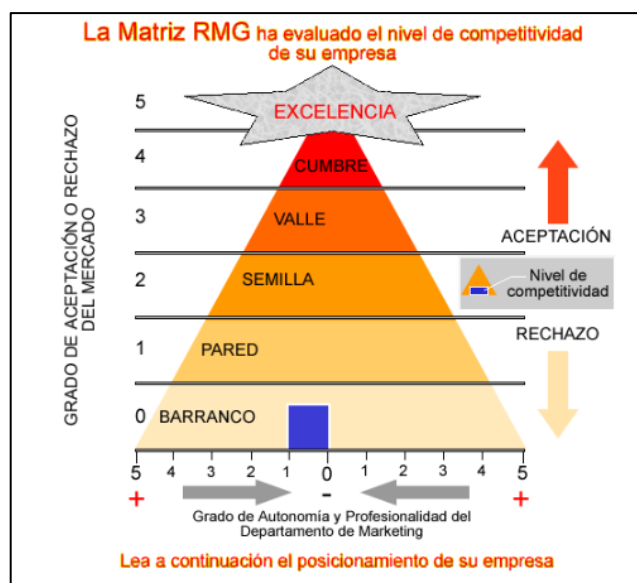 La Matriz RMG ha evaluado el nivel de competitividad
de su empresa
GRADO DE ACEPTACIÓN O RECHAZO
DEL MERCADO
5
EXCELENCIA
4
CUMBRE
3
VALLE
ACEPTACIÓN
2
SEMILLA
Nivel de
competitividad
RECHAZO
1
PARED
0
BARRANCO
5 4 3 2 1 0 1 2 3 4 5
+ - +
Grado de Autonomía y Profesionalidad del
Departamento de Marketing
Lea a continuación el posicionamiento de su empresa